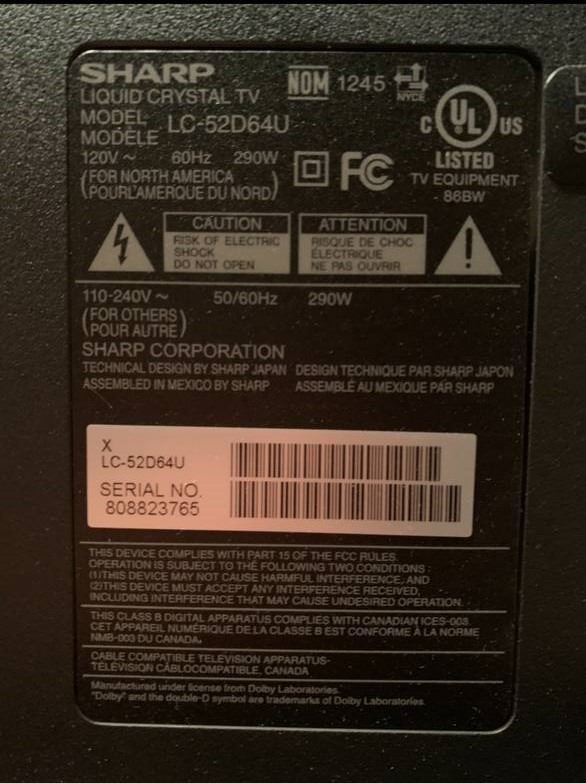 SHARP
LIQUID CRYSTAL TV
NOM 1245
NYCE
MODEL
MODÈLE LC-52D64U
C UL US
LISTED
TV EQUIPMENT
86BW
120V ~ 60Hz 290W
(FOR NORTH AMERICA
POUR L'AMERQUE DU NORD)
FC
CAUTION
RISK OF ELECTRIC
SHOCK
DO NOT OPEN
ATTENTION
RISQUE DE CHOC
ÉLECTRIQUE
NE PAS OUVRIR
110-240V ~ 50/60Hz 290W
(FOR OTHERS
POUR AUTRE)
SHARP CORPORATION
TECHNICAL DESIGN BY SHARP JAPAN DESIGN TECHNIQUE PAR SHARP JAPON
ASSEMBLED IN MEXICO BY SHARP ASSEMBLÉ AU MEXIQUE PAR SHARP
X
LC-52D64U
SERIAL NO.
808823765
THIS DEVICE COMPLIES WITH PART 15 OF THE FCC RULES.
OPERATION IS SUBJECT TO THE FOLLOWING TWO CONDITIONS :
(1)THIS DEVICE MAY NOT CAUSE HARMFUL INTERFERENCE, AND
(2)THIS DEVICE MUST ACCEPT ANY INTERFERENCE RECEIVED,
INCLUDING INTERFERENCE THAT MAY CAUSE UNDESIRED OPERATION.
THIS CLASS B DIGITAL APPARATUS COMPLIES WITH CANADIAN ICES-003.
CET APPAREIL NUMÉRIQUE DE LA CLASSE B EST CONFORME À LA NORME
NMB-003 DU CANADA.
CABLE COMPATIBLE TELEVISION APPARATUS-
TÉLÉVISION CÂBLOCOMPATIBLE, CANADA
Manufactured under license from Dolby Laboratories.
"Dolby" and the double-D symbol are trademarks of Dolby Laboratories.